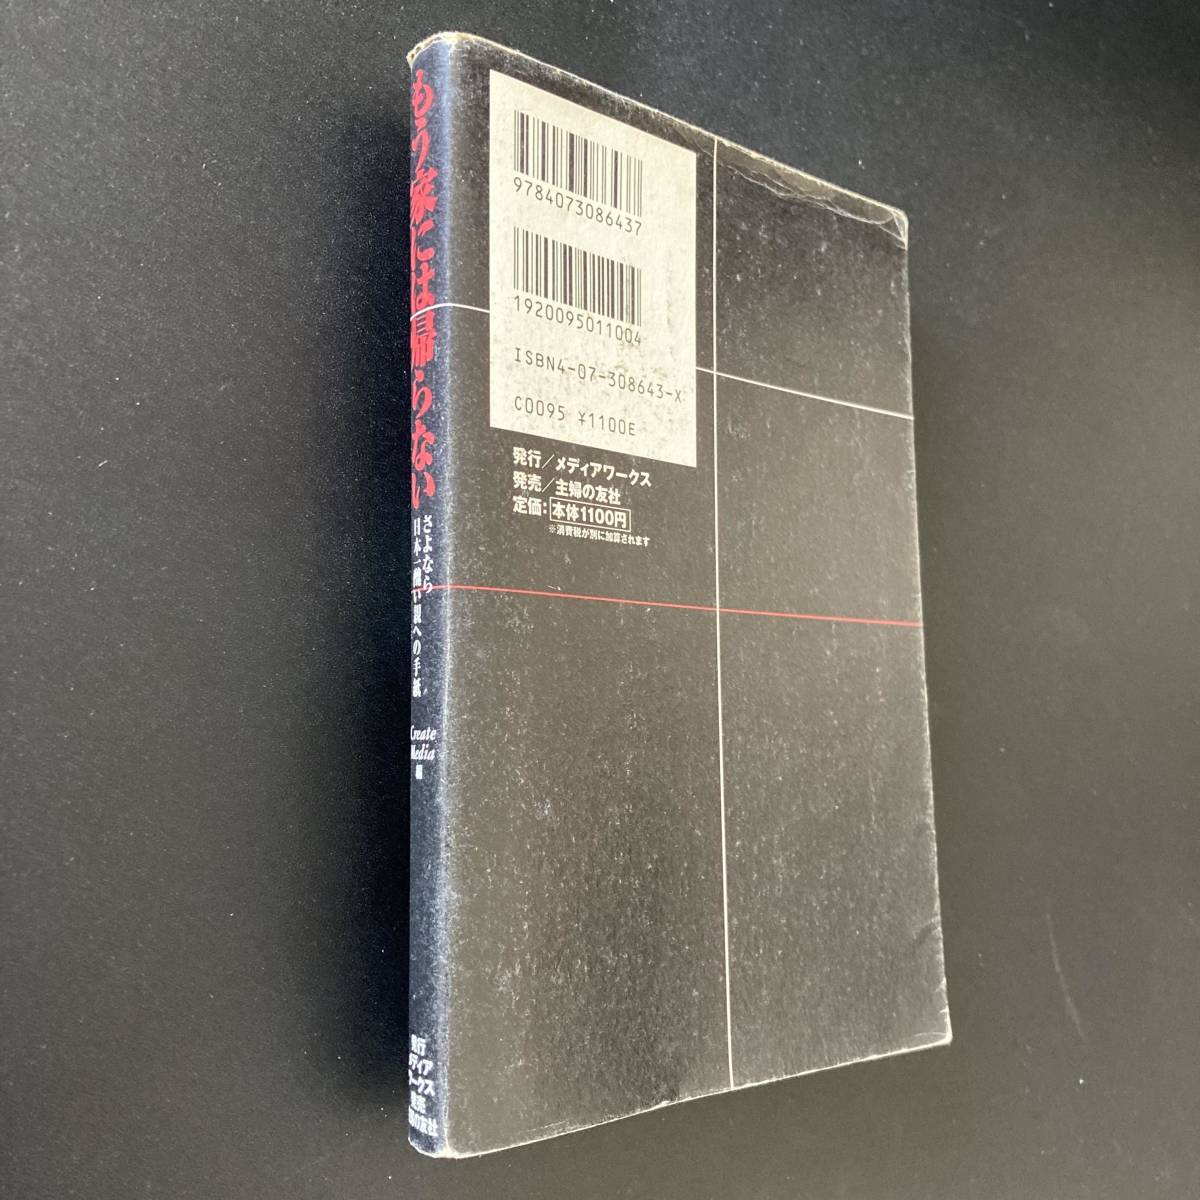 もう家には帰らない
さよなら
日本一醜い親への手紙
Create
Media
編
発行
メディア
ワークス
発売
主婦の友社
9784073086437
1920095011004
ISBN4-07-308643-X
C0095 ¥1100E
発行／メディアワークス
発売／主婦の友社
定価：本体1100円
※消費税が別に加算されます